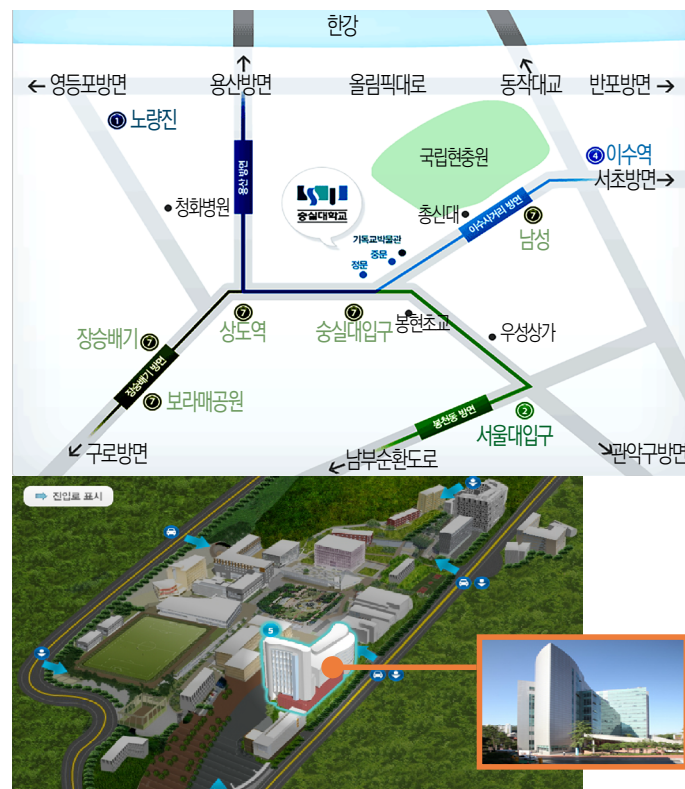 한강
영등포방면
용산방면
올림픽대로
동작대교
반포방면
1 노량진
용산 방면
국립현충원
4 이수역
서초방면
청화병원
숭실대학교
총신대
이수사거리 방면
7
남성
기독교박물관
중문
정문
장승배기 7
7
상도역
7
숭실대입구
봉현초교
우성상가
장승배기 방면
7 보라매공원
봉천동 방면
2
서울대입구
구로방면
남부순환도로
관악구방면
진입로 표시
5